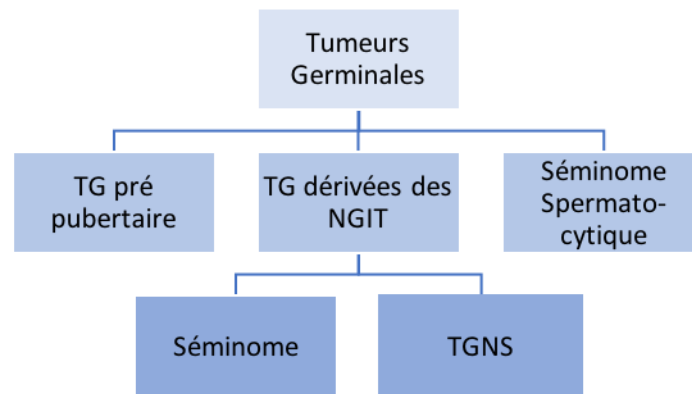 Tumeurs
Germinales
TG pré
pubertaire
TG dérivées des
NGIT
Séminome
Spermato-
cytique
Séminome
TGNS